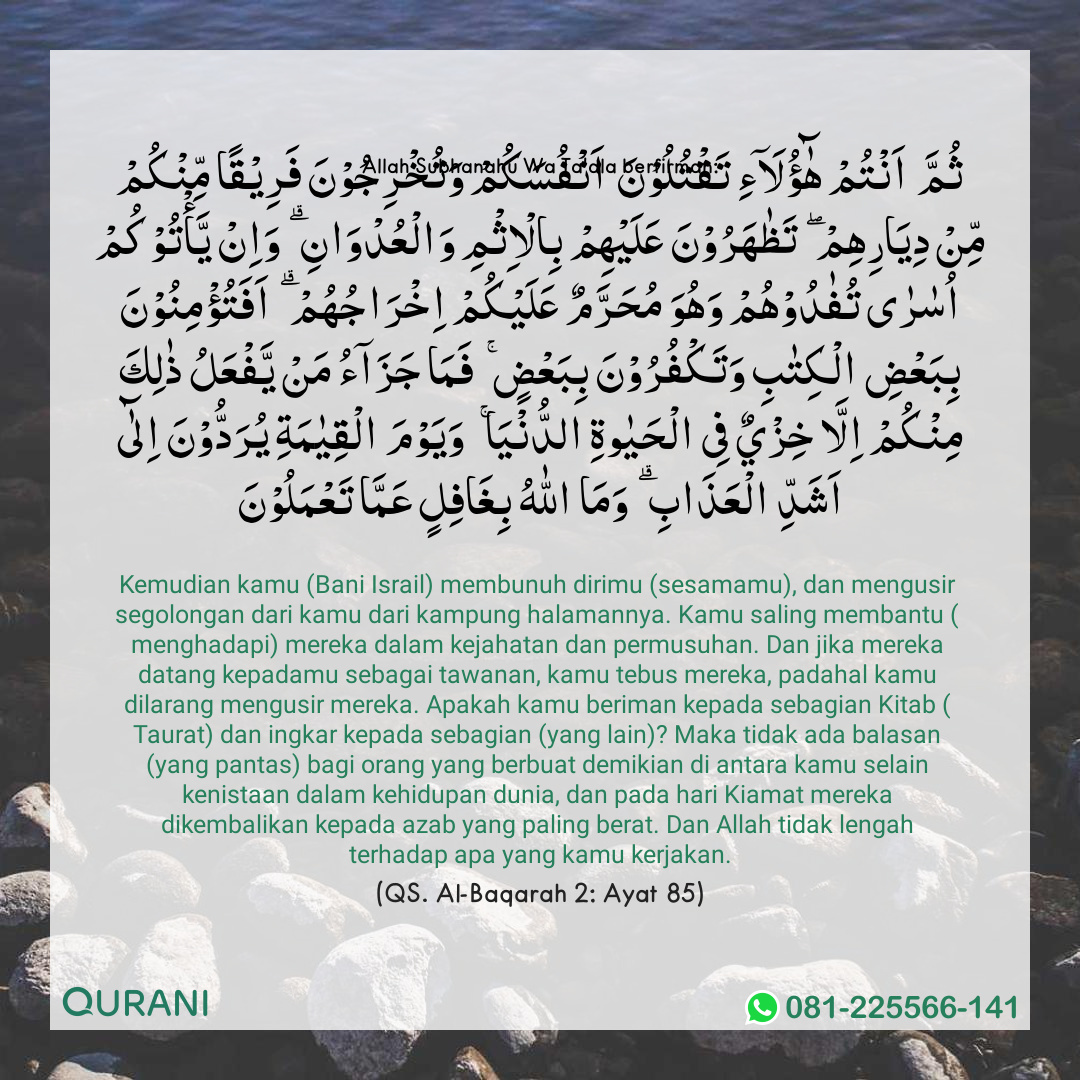 Allah Subhanahu Wa Ta'ala berfirman:
ثُمَّ اَنْتُمْ هٰٓؤُلَاۤءِ تَقْتُلُوْنَ اَنْفُسَكُمْ وَتُخْرِجُوْنَ فَرِيْقًا مِّنْكُمْ
مِّنْ دِيَارِهِمْۖ تَظٰهَرُوْنَ عَلَيْهِمْ بِالْاِثْمِ وَالْعُدْوَانِۗ وَاِنْ يَّأْتُوْكُمْ
اُسٰرٰى تُفٰدُوْهُمْ وَهُوَ مُحَرَّمٌ عَلَيْكُمْ اِخْرَاجُهُمْۗ اَفَتُؤْمِنُوْنَ
بِبَعْضِ الْكِتٰبِ وَتَكْفُرُوْنَ بِبَعْضٍۚ فَمَا جَزَاۤءُ مَنْ يَّفْعَلُ ذٰلِكَ
مِنْكُمْ اِلَّا خِزْيٌ فِى الْحَيٰوةِ الدُّنْيَاۚ وَيَوْمَ الْقِيٰمَةِ يُرَدُّوْنَ اِلٰٓى
اَشَدِّ الْعَذَابِۗ وَمَا اللّٰهُ بِغَافِلٍ عَمَّا تَعْمَلُوْنَ
Kemudian kamu (Bani Israil) membunuh dirimu (sesamamu), dan mengusir
segolongan dari kamu dari kampung halamannya. Kamu saling membantu (
menghadapi) mereka dalam kejahatan dan permusuhan. Dan jika mereka
datang kepadamu sebagai tawanan, kamu tebus mereka, padahal kamu
dilarang mengusir mereka. Apakah kamu beriman kepada sebagian Kitab (
Taurat) dan ingkar kepada sebagian (yang lain)? Maka tidak ada balasan
(yang pantas) bagi orang yang berbuat demikian di antara kamu selain
kenistaan dalam kehidupan dunia, dan pada hari Kiamat mereka
dikembalikan kepada azab yang paling berat. Dan Allah tidak lengah
terhadap apa yang kamu kerjakan.
(QS. Al-Baqarah 2: Ayat 85)
QURANI
081-225566-141